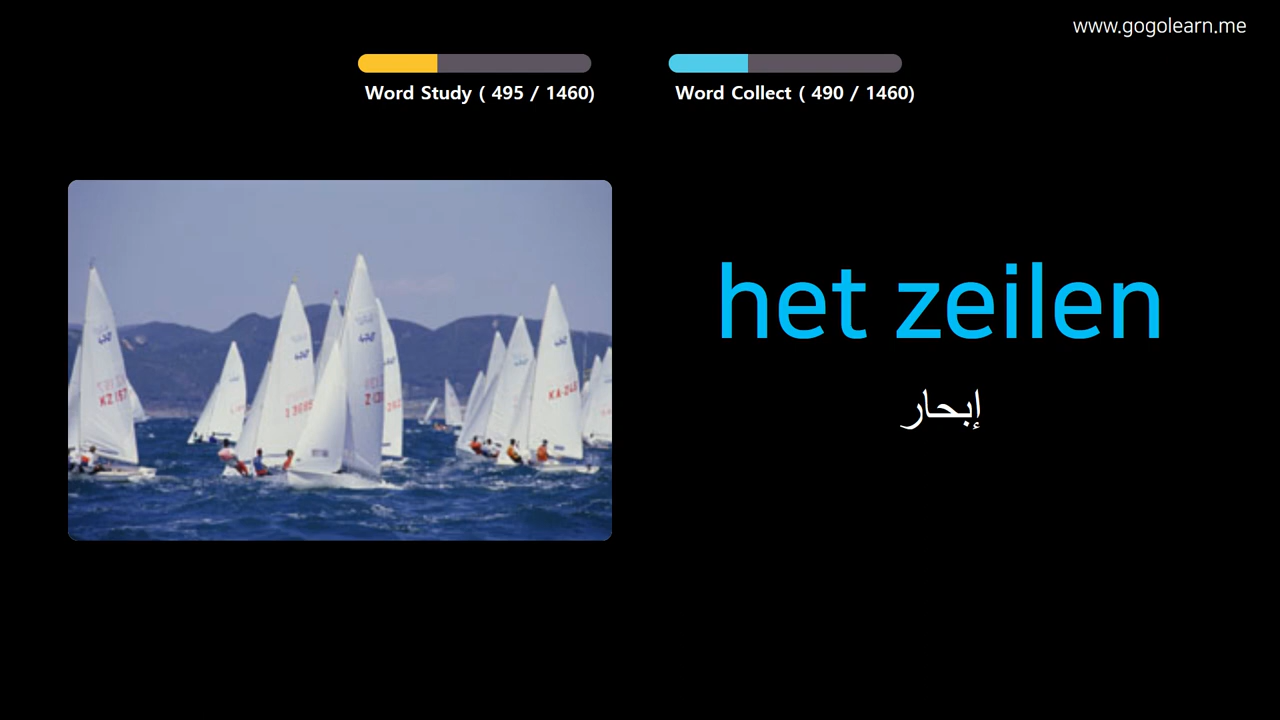 www.gogolearn.me
Word Study ( 495 / 1460)
Word Collect ( 490 / 1460)
het zeilen
إبحار